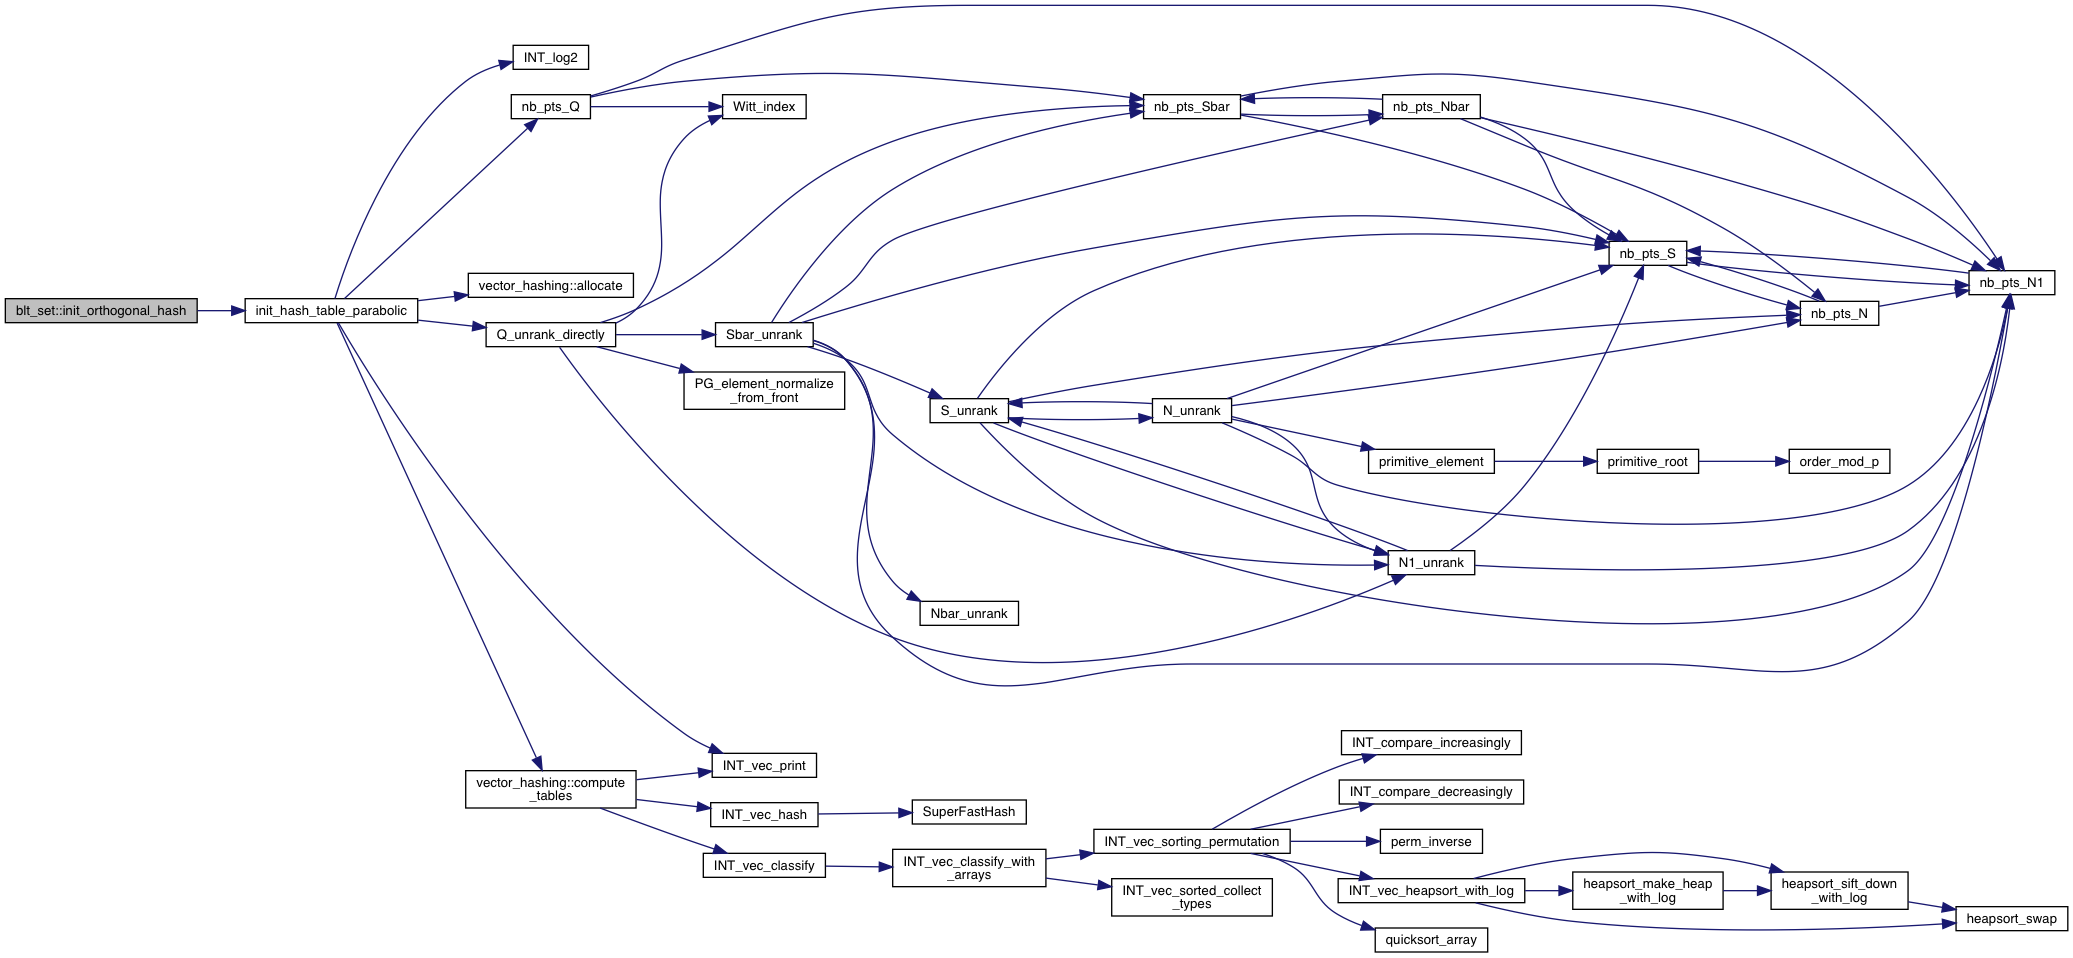 INT_log2
nb_pts_Q
Witt_index
nb_pts_Sbar
nb_pts_Nbar
nb_pts_S
nb_pts_N1
vector_hashing::allocate
blt_set::init_orthogonal_hash
init_hash_table_parabolic
nb_pts_N
Q_unrank_directly
Sbar_unrank
PG_element_normalize
_from_front
S_unrank
N_unrank
primitive_element
primitive_root
order_mod_p
N1_unrank
Nbar_unrank
INT_compare_increasingly
INT_vec_print
vector_hashing::compute
_tables
INT_compare_decreasingly
INT_vec_hash
SuperFastHash
INT_vec_sorting_permutation
perm_inverse
INT_vec_classify
INT_vec_classify_with
_arrays
INT_vec_sorted_collect
_types
INT_vec_heapsort_with_log
heapsort_make_heap
_with_log
heapsort_sift_down
_with_log
heapsort_swap
quicksort_array